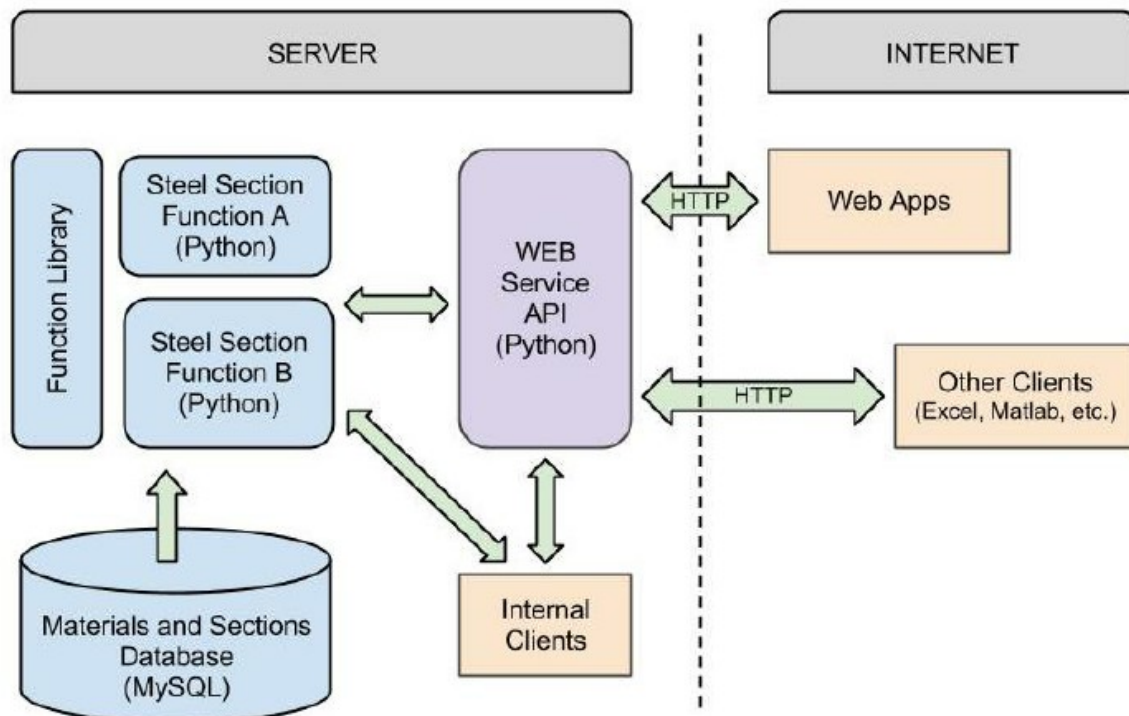 SERVER
INTERNET
Function Library
Steel Section
Function A
(Python)
Steel Section
Function B
(Python)
WEB
Service
API
(Python)
HTTP
Web Apps
HTTP
Other Clients
(Excel, Matlab, etc.)
Materials and Sections
Database
(MySQL)
Internal
Clients